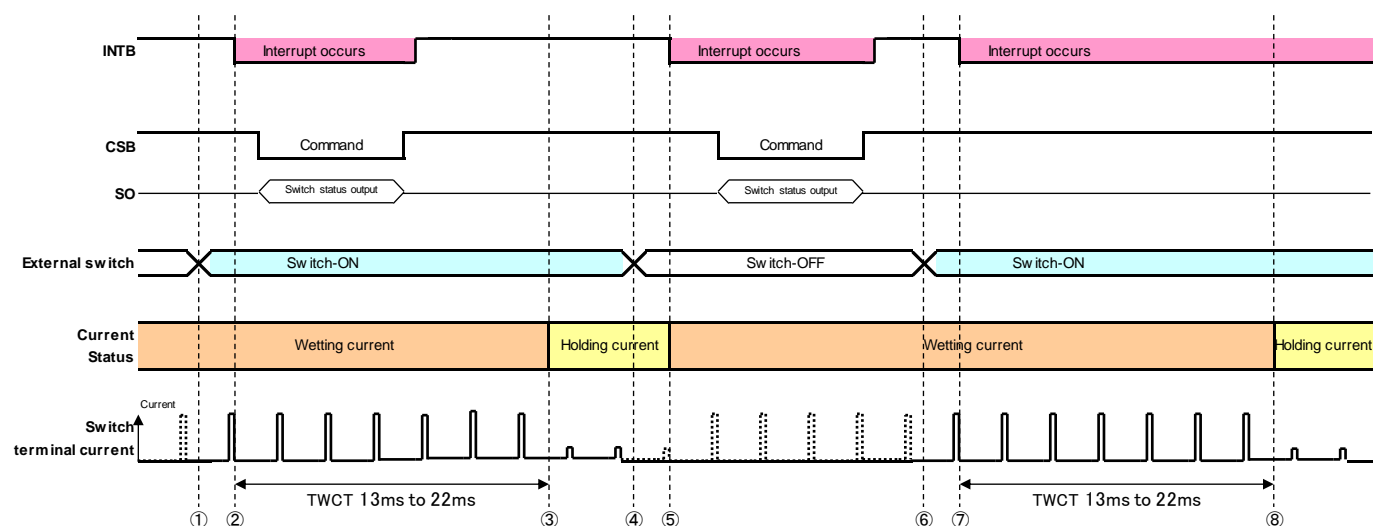 INTB
Interrupt occurs
Interrupt occurs
Interrupt occurs
CSB
Command
Command
SO
Switch status output
Switch status output
External switch
Switch-ON
Switch-OFF
Switch-ON
Current
Status
Wetting current
Holding current
Wetting current
Holding current
Current
Switch
terminal current
TWCT 13ms to 22ms
TWCT 13ms to 22ms
① ② ③ ④ ⑤ ⑥ ⑦ ⑧